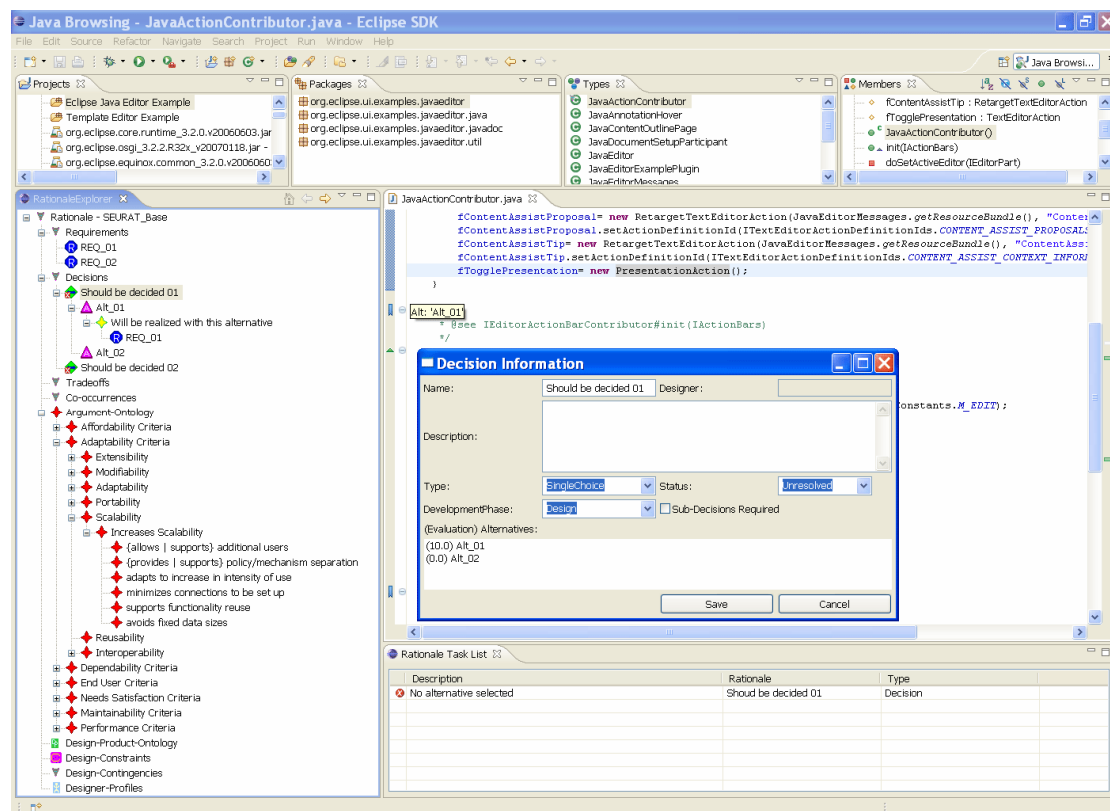 Java Browsing - JavaActionContributor.java - Eclipse SDK
File Edit Source Refactor Navigate Search Project Run Window Help
Java Browsi...
Projects
Eclipse Java Editor Example
Template Editor Example
org.eclipse.core.runtime_3.2.0.v20060603.jar
org.eclipse.osgi_3.2.2.R32x_v20070118.jar -
org.eclipse.equinox.common_3.2.0.v2006060
Packages
org.eclipse.ui.examples.javaeditor
org.eclipse.ui.examples.javaeditor.java
org.eclipse.ui.examples.javaeditor.javadoc
org.eclipse.ui.examples.javaeditor.util
Types
JavaActionContributor
JavaAnnotationHover
JavaContentOutlinePage
JavaDocumentSetupParticipant
JavaEditor
JavaEditorExamplePlugin
JavaEditorMessages
Members
fContentAssistTip : RetargetTextEditorAction
fTogglePresentation : TextEditorAction
JavaActionContributor()
init(IActionBars)
doSetActiveEditor(IEditorPart)
RationaleExplorer
Rationale - SEURAT_Base
Requirements
REQ_01
REQ_02
Decisions
Should be decided 01
Alt_01
Will be realized with this alternative
REQ_01
Alt_02
Should be decided 02
Tradeoffs
Co-occurrences
Argument-Ontology
Affordability Criteria
Adaptability Criteria
Extensibility
Modifiability
Adaptability
Portability
Scalability
Increases Scalability
{allows | supports} additional users
{provides | supports} policy/mechanism separation
adapts to increase in intensity of use
minimizes connections to be set up
supports functionality reuse
avoids fixed data sizes
Reusability
Interoperability
Dependability Criteria
End User Criteria
Needs Satisfaction Criteria
Maintainability Criteria
Performance Criteria
Design-Product-Ontology
Design-Constraints
Design-Contingencies
Designer-Profiles
JavaActionContributor.java
fContentAssistProposal= new RetargetTextEditorAction(JavaEditorMessages.getResourceBundle(), "Conten
fContentAssistProposal.setActionDefinitionId(ITextEditorActionDefinitionIds.CONTENT_ASSIST_PROPOSALS
fContentAssistTip= new RetargetTextEditorAction(JavaEditorMessages.getResourceBundle(), "ContentAss:
fContentAssistTip.setActionDefinitionId(ITextEditorActionDefinitionIds.CONTENT_ASSIST_CONTEXT_INFOR
fTogglePresentation= new PresentationAction();
}
Alt: 'Alt_01'
* @see IEditorActionBarContributor#init(IActionBars)
*/
onstants.M_EDIT);
Decision Information
Name: Should be decided 01 Designer:
Description:
Type: SingleChoice Status: Unresolved
DevelopmentPhase: Design Sub-Decisions Required
(Evaluation) Alternatives:
(10.0) Alt_01
(0.0) Alt_02
Save Cancel
Rationale Task List
Description Rationale Type
No alternative selected Shoud be decided 01 Decision